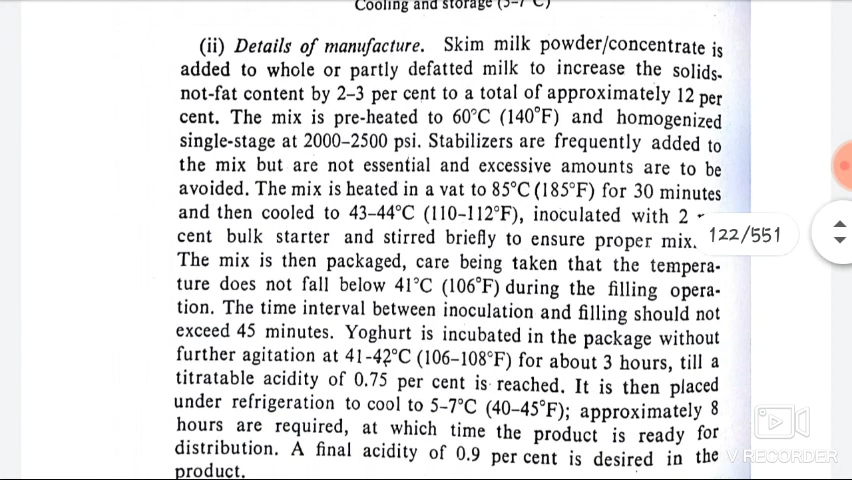 Cooling and storage (5-7°C)
(ii) Details of manufacture. Skim milk powder/concentrate is
added to whole or partly defatted milk to increase the solids-
not-fat content by 2–3 per cent to a total of approximately 12 per
cent. The mix is pre-heated to 60°C (140°F) and homogenized
single-stage at 2000–2500 psi. Stabilizers are frequently added to
the mix but are not essential and excessive amounts are to be
avoided. The mix is heated in a vat to 85°C (185°F) for 30 minutes
and then cooled to 43–44°C (110–112°F), inoculated with 2
cent bulk starter and stirred briefly to ensure proper mix.
122/551
The mix is then packaged, care being taken that the tempera-
ture does not fall below 41°C (106°F) during the filling opera-
tion. The time interval between inoculation and filling should not
exceed 45 minutes. Yoghurt is incubated in the package without
further agitation at 41-42°C (106–108°F) for about 3 hours, till a
titratable acidity of 0.75 per cent is reached. It is then placed
under refrigeration to cool to 5–7°C (40–45°F); approximately 8
hours are required, at which time the product is ready for
distribution. A final acidity of 0.9 per cent is desired in the
product.
V RECORDER